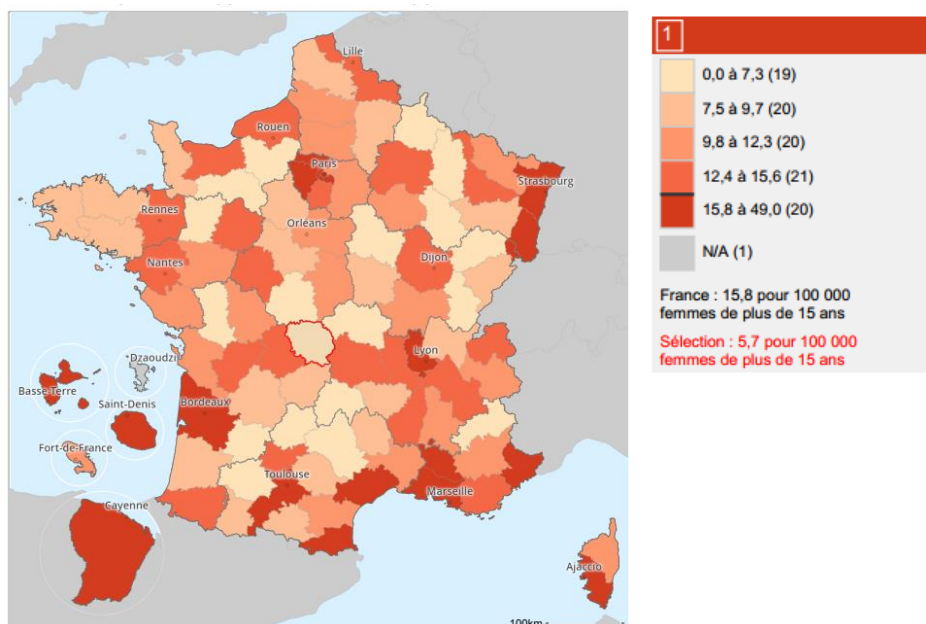 Lille
Rouen
Paris
Strasbourg
Rennes
Orléans
Nantes
Dijon
Lyon
Dzaoudzi
Basse-Terre
Saint-Denis
Bordeaux
Fort-de-France
Toulouse
Marseille
Cayenne
Ajaccio
100km
1
0,0 à 7,3 (19)
7,5 à 9,7 (20)
9,8 à 12,3 (20)
12,4 à 15,6 (21)
15,8 à 49,0 (20)
N/A (1)
France : 15,8 pour 100 000
femmes de plus de 15 ans
Sélection : 5,7 pour 100 000
femmes de plus de 15 ans